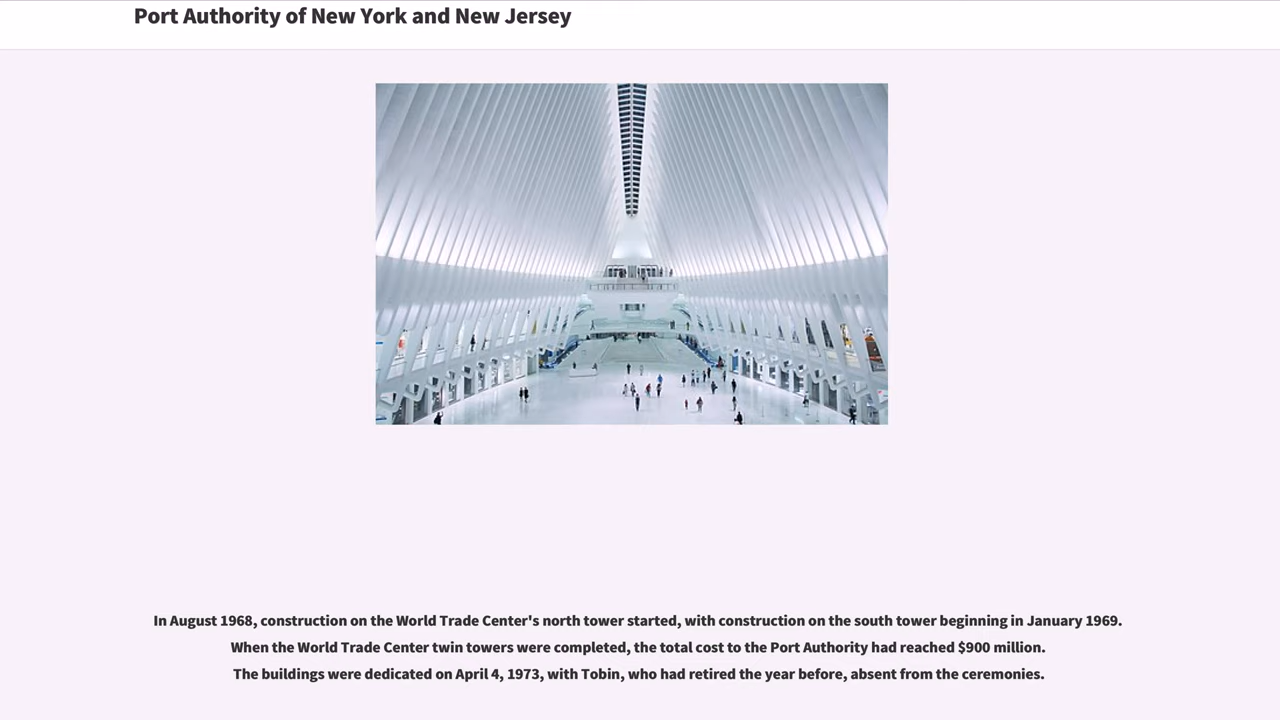 Port Authority of New York and New Jersey
In August 1968, construction on the World Trade Center's north tower started, with construction on the south tower beginning in January 1969.
When the World Trade Center twin towers were completed, the total cost to the Port Authority had reached $900 million.
The buildings were dedicated on April 4, 1973, with Tobin, who had retired the year before, absent from the ceremonies.